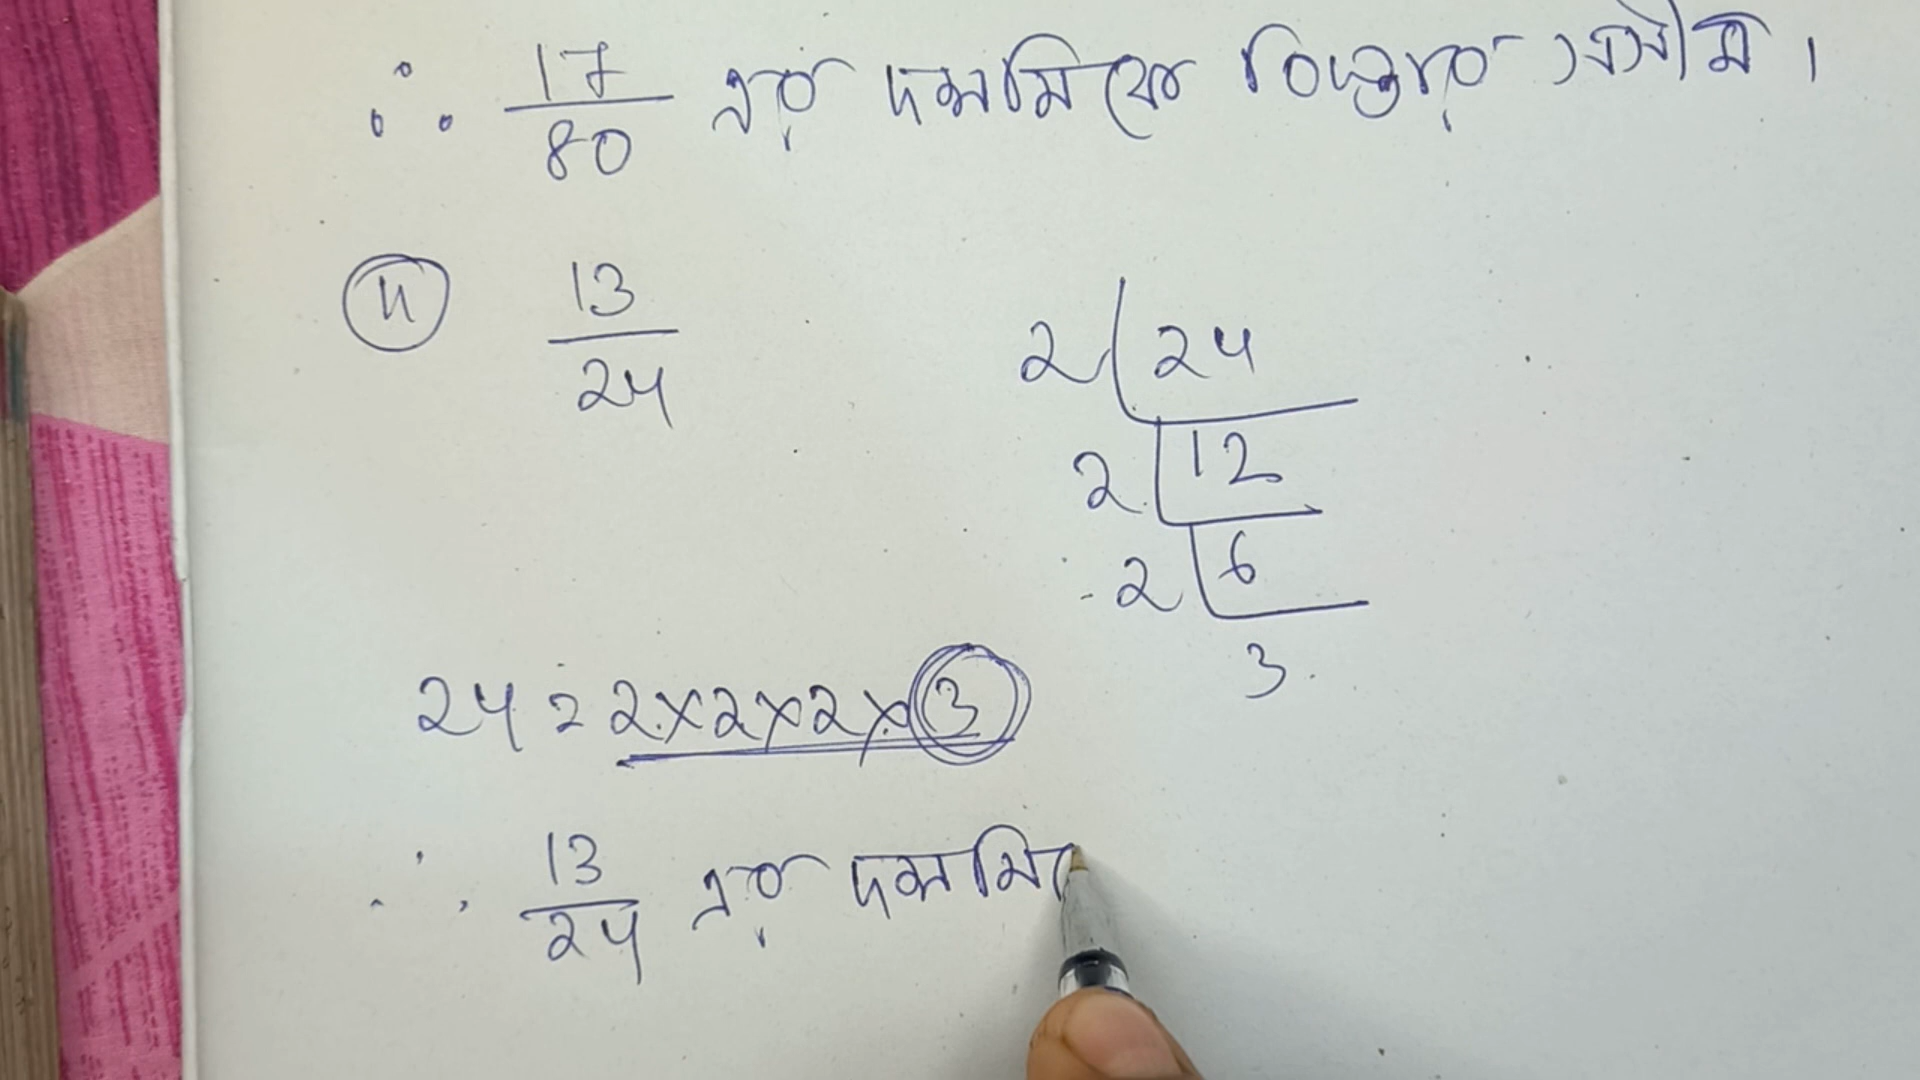 ∴ 17/80 এর দশমিকে বিস্তার সসীম ।
ii 13/24
2 24
2 12
2 6
3
24 = 2×2×2×3
∴ 13/24 এর দশমিে